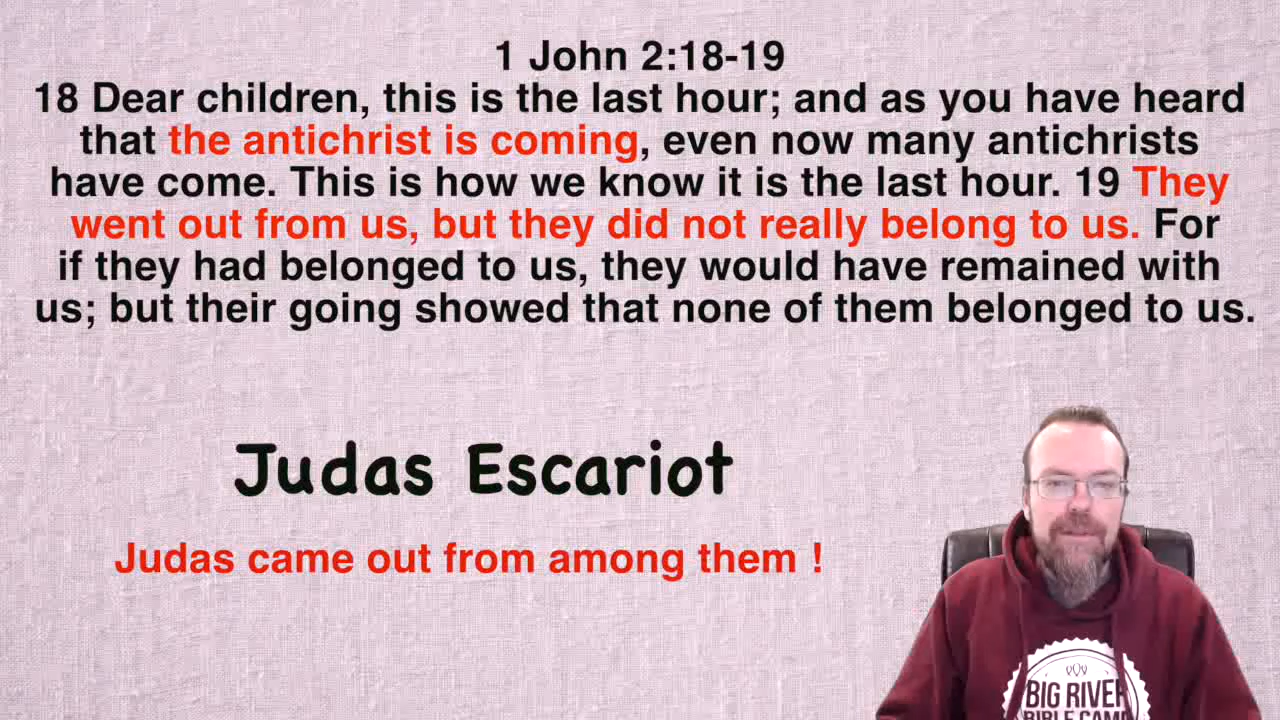 1 John 2:18-19
18 Dear children, this is the last hour; and as you have heard
that the antichrist is coming, even now many antichrists
have come. This is how we know it is the last hour. 19 They
went out from us, but they did not really belong to us. For
if they had belonged to us, they would have remained with
us; but their going showed that none of them belonged to us.
Judas Escariot
Judas came out from among them !
BIG RIVER
BIBLE CAMP